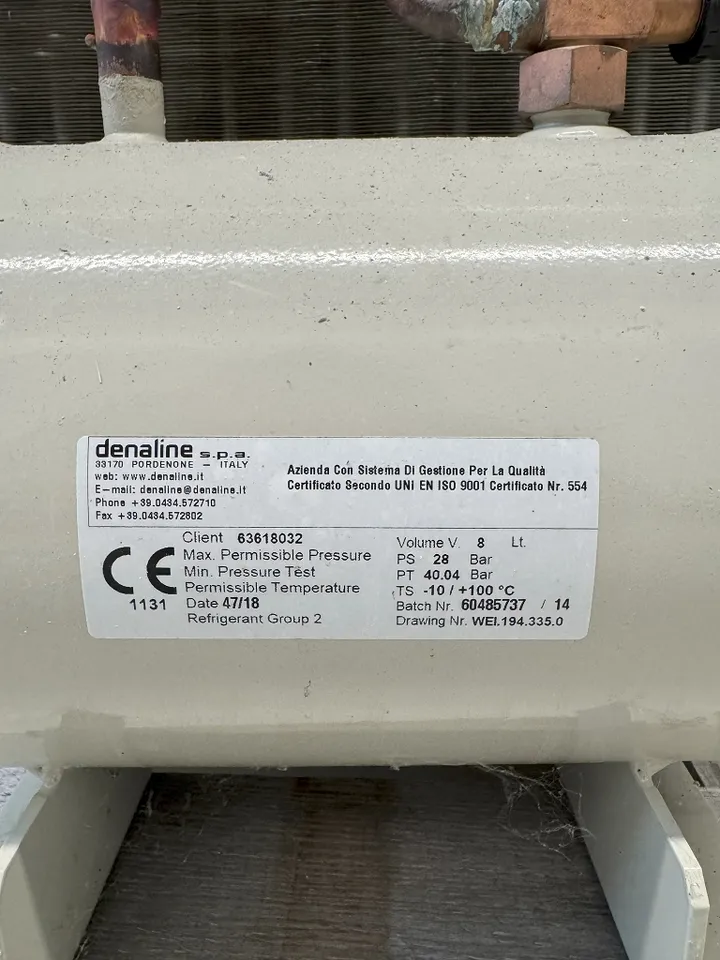 denaline s.p.a.
33170 PORDENONE - ITALY
web: www.denaline.it
E-mail: denaline@denaline.it
Phone +39.0434.572710
Fax +39.0434.572802
Azienda Con Sistema Di Gestione Per La Qualità
Certificato Secondo UNI EN ISO 9001 Certificato Nr. 554
CE
1131
Client 63618032
Max. Permissible Pressure
Min. Pressure Test
Permissible Temperature
Date 47/18
Refrigerant Group 2
Volume V. 8 Lt.
PS 28 Bar
PT 40.04 Bar
TS -10 / +100 °C
Batch Nr. 60485737 / 14
Drawing Nr. WEI.194.335.0